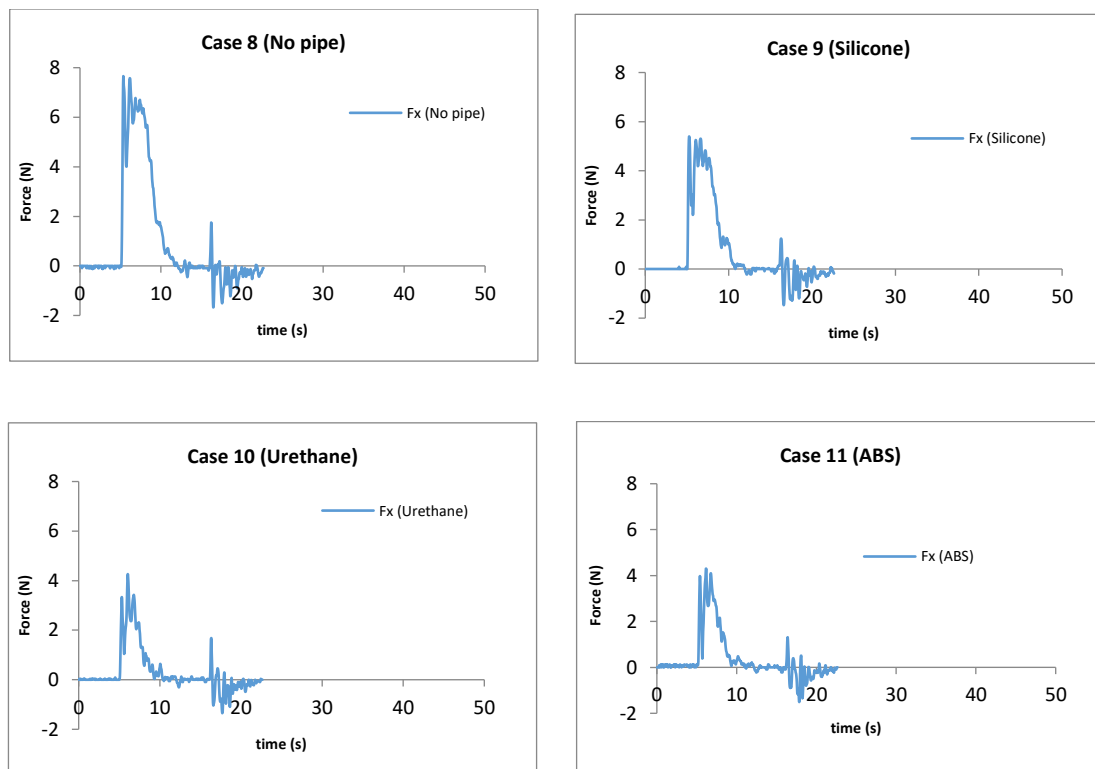 Case 8 (No pipe)
8
6
4
2
0
-2
0 10 20 30 40 50
Force (N)
time (s)
Fx (No pipe)
Case 9 (Silicone)
8
6
4
2
0
-2
0 10 20 30 40 50
Force (N)
time (s)
Fx (Silicone)
Case 10 (Urethane)
8
6
4
2
0
-2
0 10 20 30 40 50
Force (N)
time (s)
Fx (Urethane)
Case 11 (ABS)
8
6
4
2
0
-2
0 10 20 30 40 50
Force (N)
time (s)
Fx (ABS)